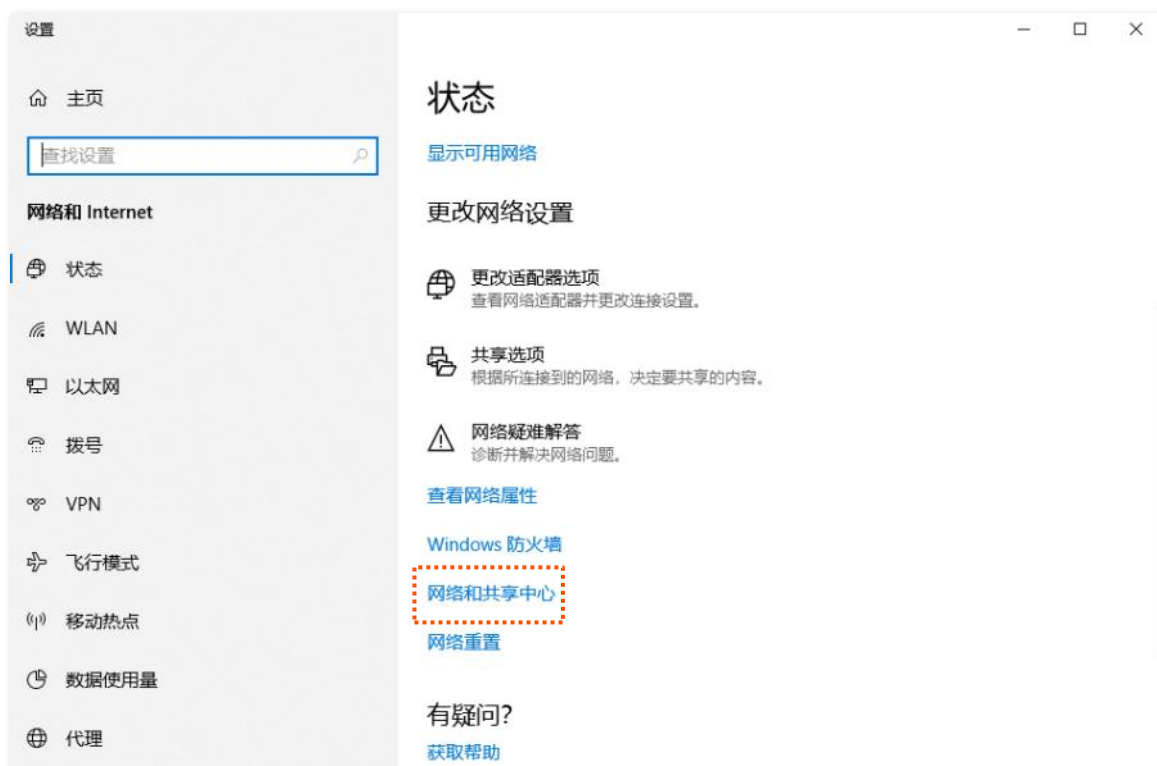 设置
主页
查找设置
网络和 Internet
状态
WLAN
以太网
拨号
VPN
飞行模式
移动热点
数据使用量
代理
状态
显示可用网络
更改网络设置
更改适配器选项
查看网络适配器并更改连接设置。
共享选项
根据所连接到的网络，决定要共享的内容。
网络疑难解答
诊断并解决网络问题。
查看网络属性
Windows 防火墙
网络和共享中心
网络重置
有疑问?
获取帮助